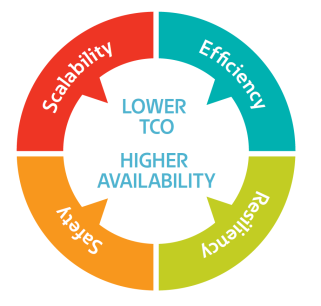 Scalability
Efficiency
LOWER
TCO
HIGHER
AVAILABILITY
Safety
Resiliency